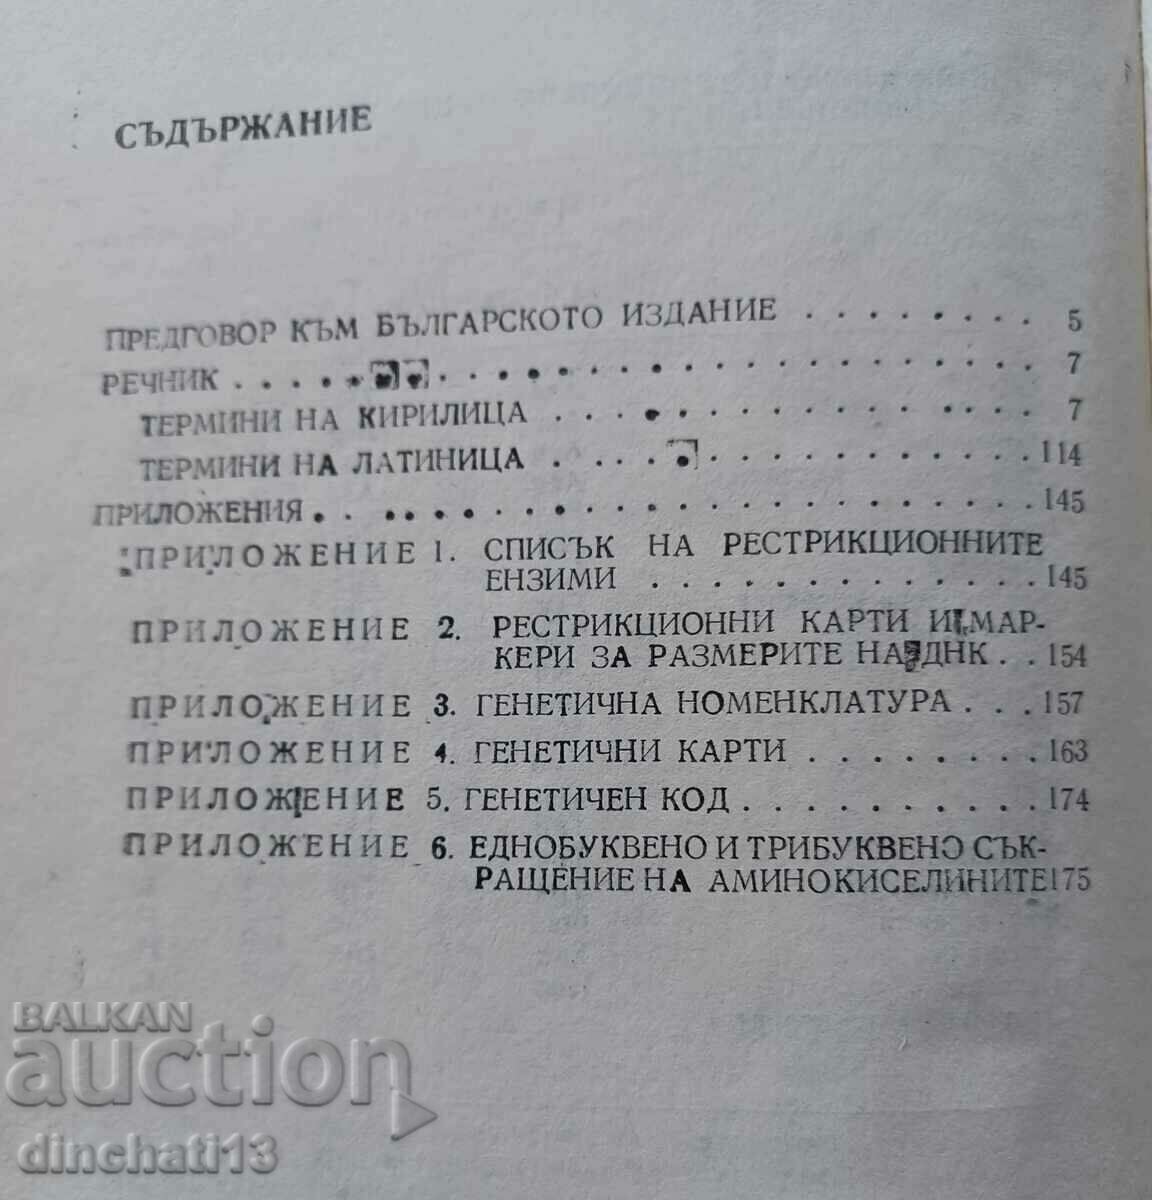 СЪДЪРЖАНИЕ
ПРЕДГОВОР КЪМ БЪЛГАРСКОТО ИЗДАНИЕ . . . . . . . . 5
РЕЧНИК . . . . . . . . . . . . . . . . . . . . 7
ТЕРМИНИ НА КИРИЛИЦА . . . . . . . . . . . . . . 7
ТЕРМИНИ НА ЛАТИНИЦА . . . . . . . . . . . . . . 114
ПРИЛОЖЕНИЯ . . . . . . . . . . . . . . . . . . 145
ПРИЛОЖЕНИЕ 1. СПИСЪК НА РЕСТРИКЦИОННИТЕ
ЕНЗИМИ . . . . . . . . . . . 145
ПРИЛОЖЕНИЕ 2. РЕСТРИКЦИОННИ КАРТИ И МАР-
КЕРИ ЗА РАЗМЕРИТЕ НА ДНК . . 154
ПРИЛОЖЕНИЕ 3. ГЕНЕТИЧНА НОМЕНКЛАТУРА . . . 157
ПРИЛОЖЕНИЕ 4. ГЕНЕТИЧНИ КАРТИ . . . . . . . 163
ПРИЛОЖЕНИЕ 5. ГЕНЕТИЧЕН КОД . . . . . . . . . 174
ПРИЛОЖЕНИЕ 6. ЕДНОБУКВЕНО И ТРИБУКВЕНО СЪК-
РАЩЕНИЕ НА АМИНОКИСЕЛИНИТЕ 175
BALKAN
auction
dinchati13